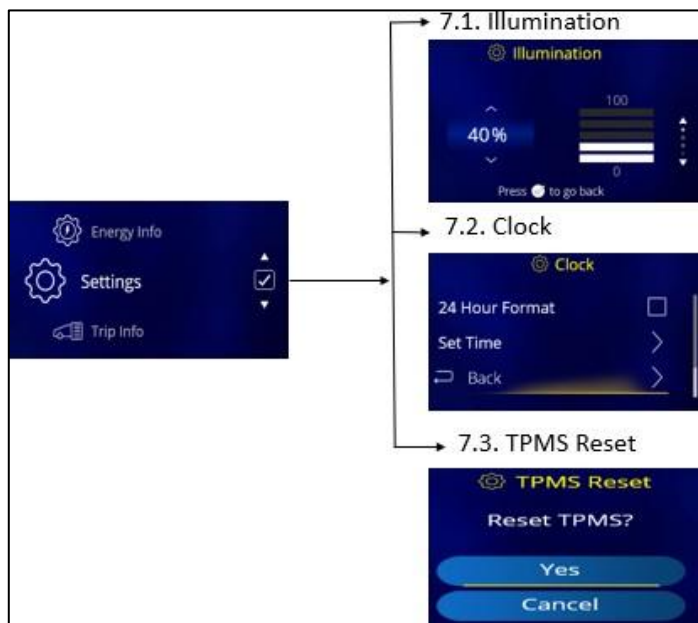 7.1. Illumination
Illumination
100
40%
0
Press to go back
Energy Info
Settings
Trip Info
7.2. Clock
Clock
24 Hour Format
Set Time
Back
7.3. TPMS Reset
TPMS Reset
Reset TPMS?
Yes
Cancel